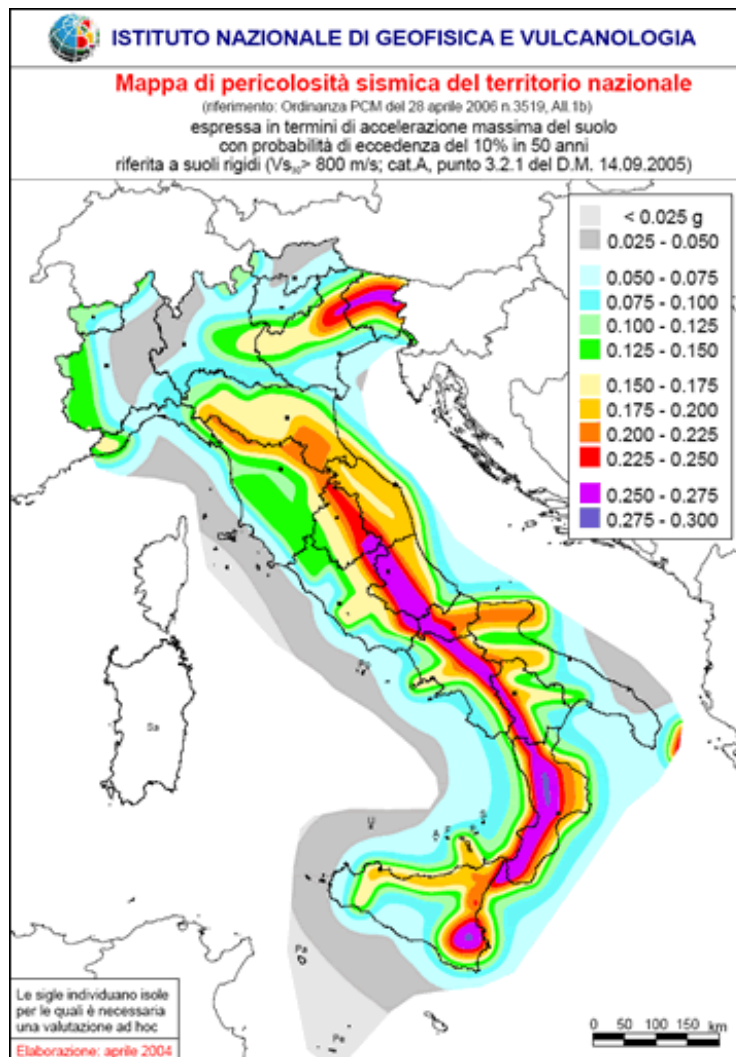 ISTITUTO NAZIONALE DI GEOFISICA E VULCANOLOGIA
Mappa di pericolosità sismica del territorio nazionale
(riferimento: Ordinanza PCM del 28 aprile 2006 n.3519, All.1b)
espressa in termini di accelerazione massima del suolo
con probabilità di eccedenza del 10% in 50 anni
riferita a suoli rigidi (Vs₃₀> 800 m/s; cat.A, punto 3.2.1 del D.M. 14.09.2005)
< 0.025 g
0.025 - 0.050
0.050 - 0.075
0.075 - 0.100
0.100 - 0.125
0.125 - 0.150
0.150 - 0.175
0.175 - 0.200
0.200 - 0.225
0.225 - 0.250
0.250 - 0.275
0.275 - 0.300
Sa
U
A
Pa
Pe
Le sigle individuano isole
per le quali è necessaria
una valutazione ad hoc
Elaborazione: aprile 2004
0 50 100 150 km